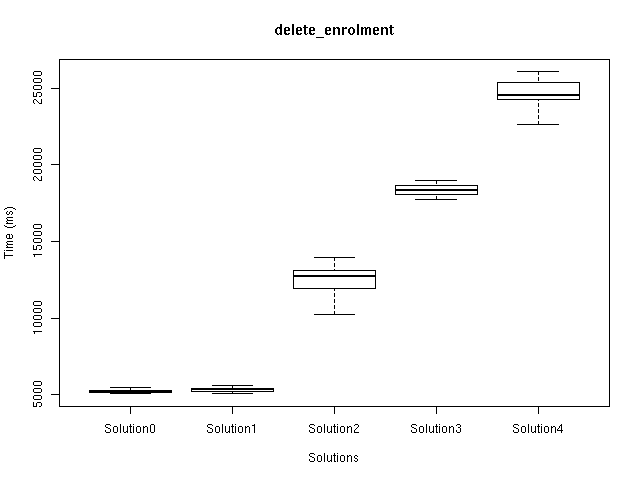 delete_enrolment
25000
20000
15000
10000
5000
Time (ms)
Solution0 Solution1 Solution2 Solution3 Solution4
Solutions